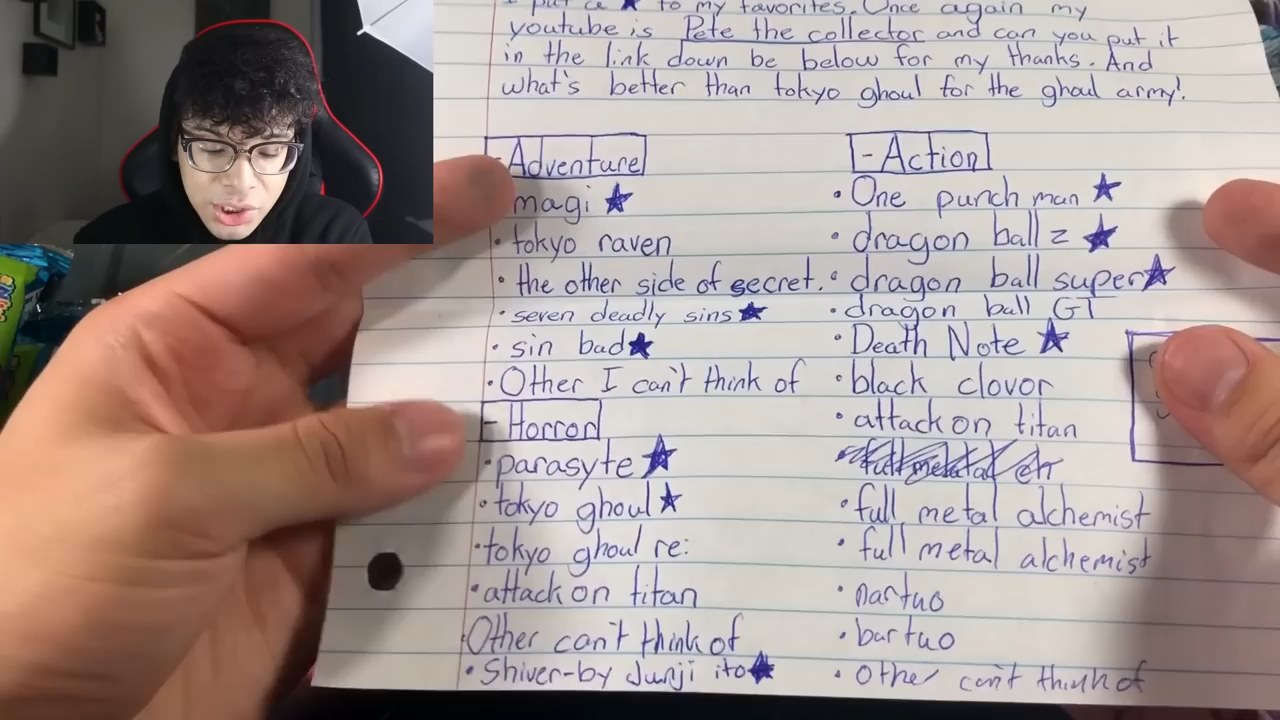 I put a ★ to my favorites. Once again my
youtube is Pete the collector and can you put it
in the link down be below for my thanks. And
what's better than tokyo ghoul for the ghoul army!
- Adventure
magi ★
• tokyo raven
• the other side of secret.
• seven deadly sins ★
• sin bad ★
• Other I can't think of
- Horror
• parasyte ★
• tokyo ghoul ★
• tokyo ghoul re:
• attack on titan
Other can't think of
• Shiver-by Junji ito ★
- Action
• One punch man ★
• dragon ball z ★
• dragon ball super ★
• dragon ball GT
• Death Note ★
• black clovor
• attack on titan
• full metal alchemist
• full metal alchemist
• nartuo
• bartuo
• Other can't think of